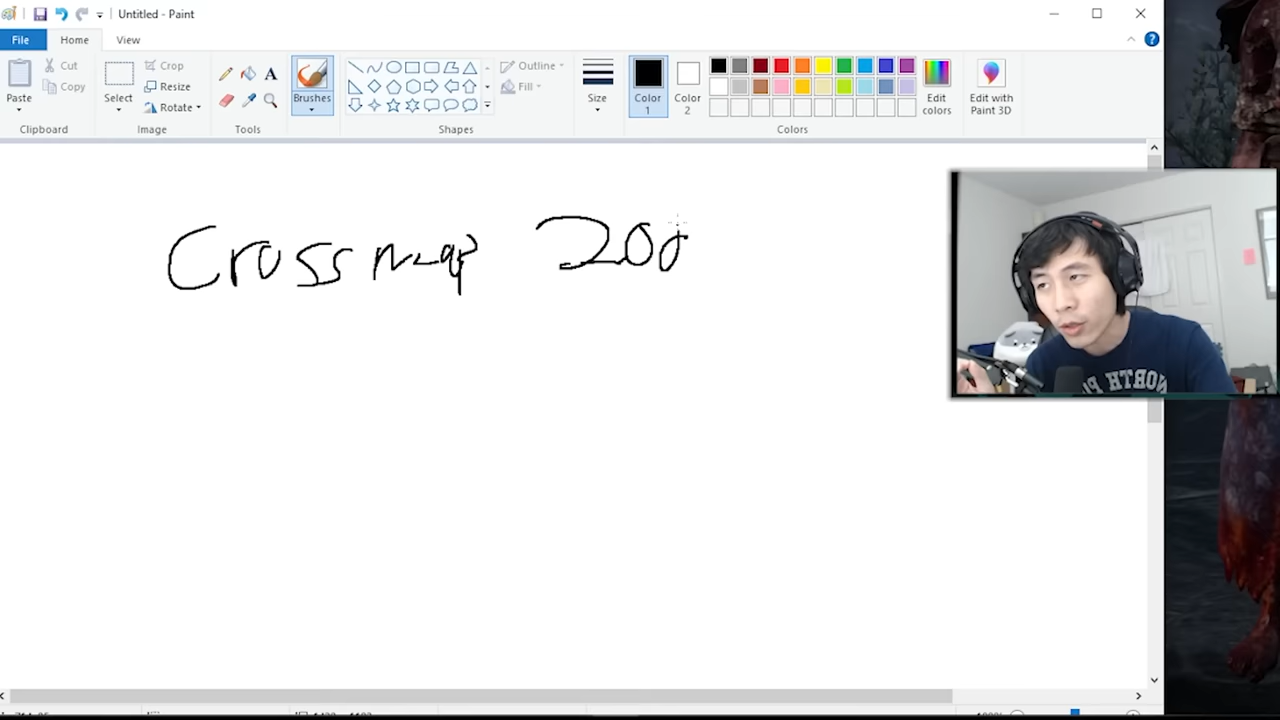 Untitled - Paint
File
Home
View
Paste
Cut
Copy
Clipboard
Select
Crop
Resize
Rotate
Image
Tools
Brushes
Shapes
Outline
Fill
Size
Color 1
Color 2
Colors
Edit colors
Edit with Paint 3D
Crossmap 200
NORTH